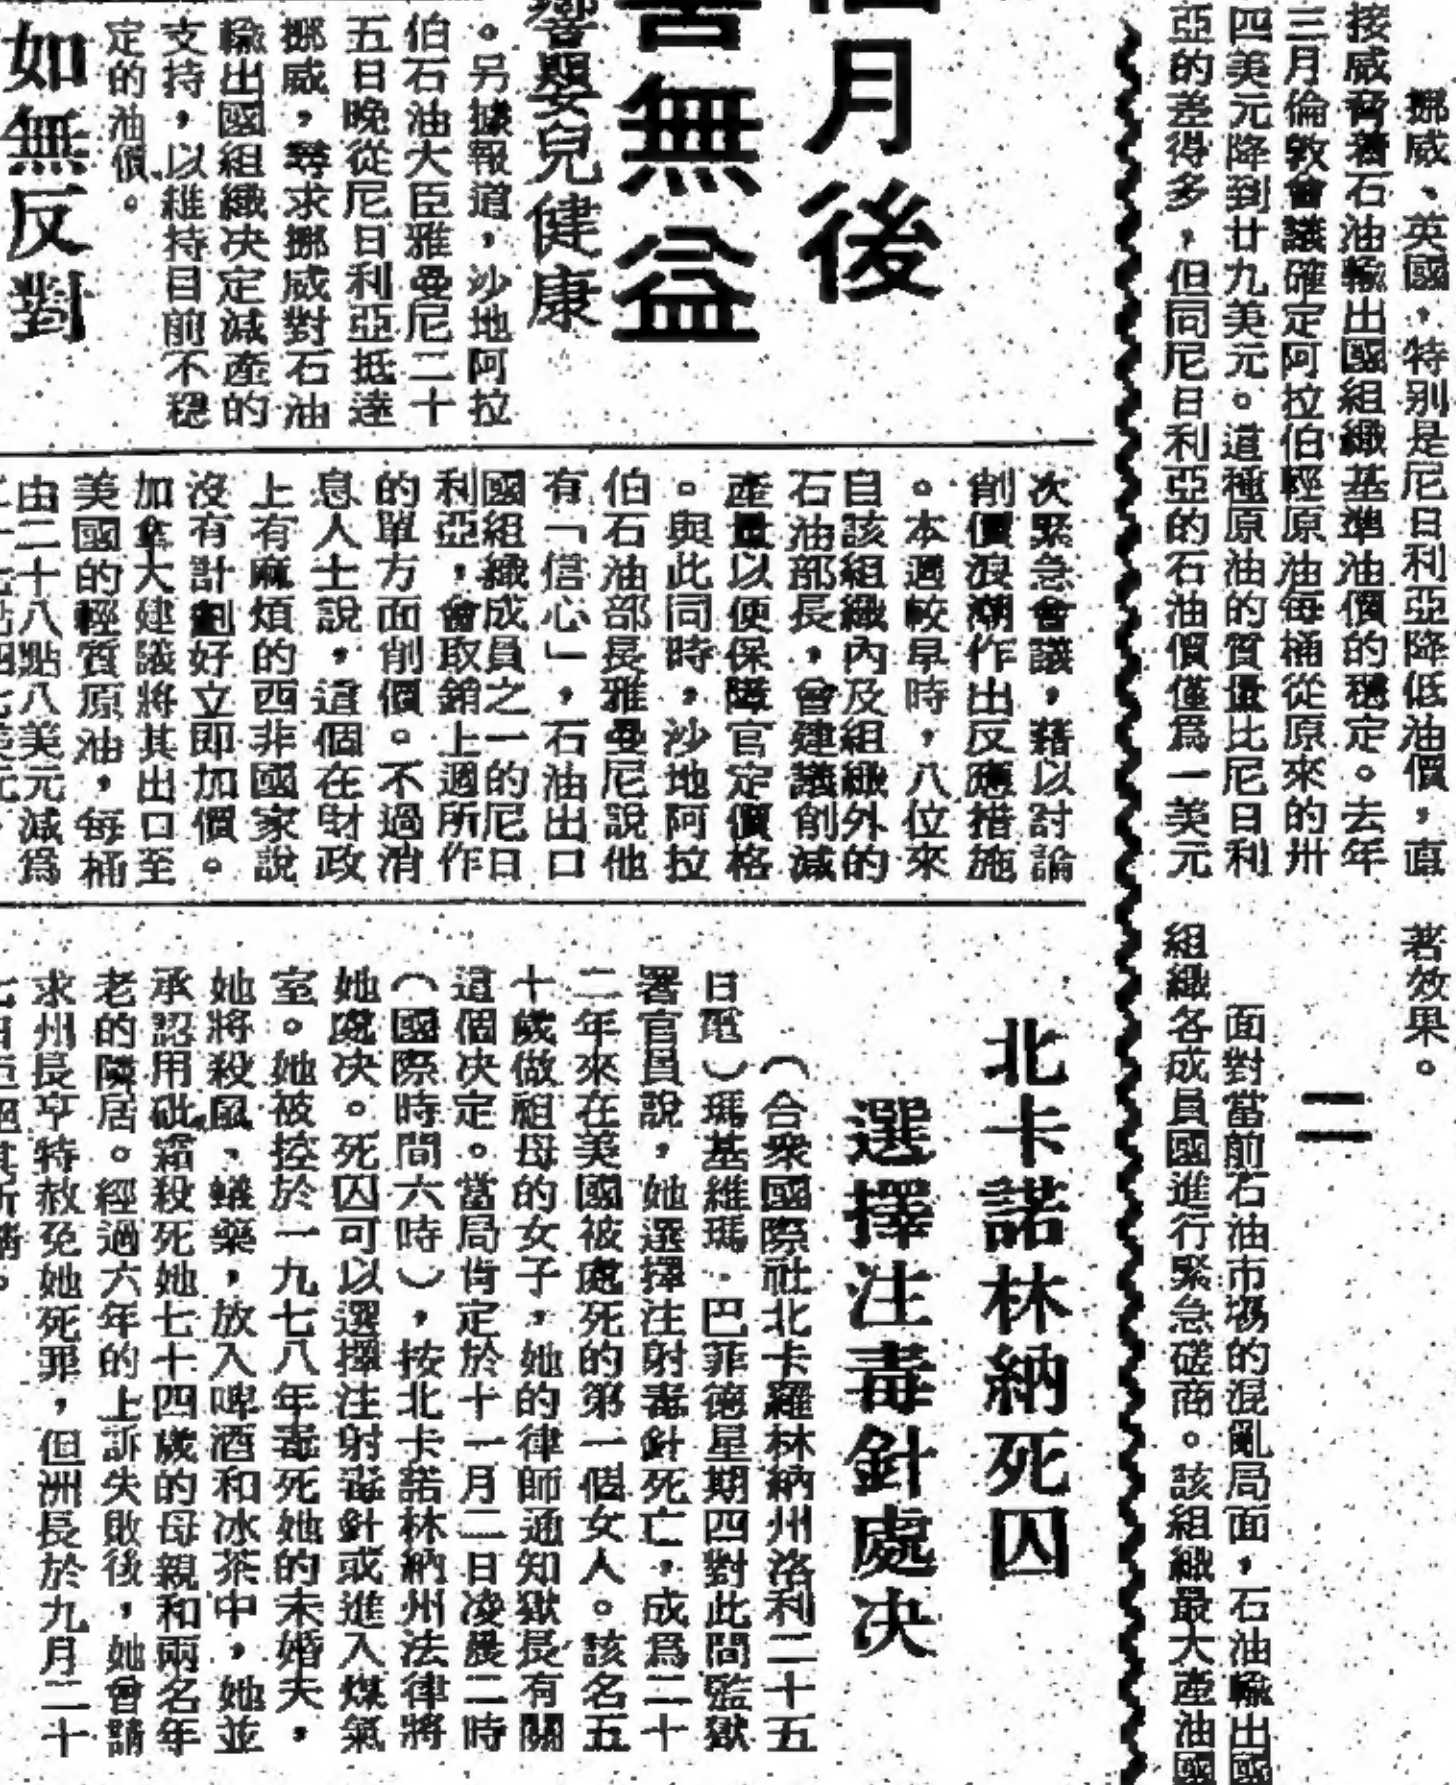 挪威、英國，特别是尼日利亞降低油價，直
接威脅着石油輸出國組織基準油價的穩定。去年
三月倫敦會議確定阿拉伯輕原油每桶從原來的卅
四美元降到廿九美元。這種原油的質量比尼日利
亞的差得多，但同尼日利亞的石油價僅爲一美元
著效果。
二
面對當前石油市場的混亂局面，石油輸出國
組織各成員國進行緊急磋商。該組織最大產油國
月後
無益
嬰兒健康
。另據報道，沙地阿拉
伯石油大臣雅曼尼二十
五日晚從尼日利亞抵達
挪威，尋求挪威對石油
輸出國組織决定減產的
支持，以維持目前不穩
定的油價。
如無反對
次緊急會議，藉以討論
削價浪潮作出反應措施
。本週較早時，八位來
自該組織內及組織外的
石油部長，會建議創減
產量以便保障官定價格
。與此同時，沙地阿拉
伯石油部長雅曼尼說他
有「信心」，石油出口
國組織成員之一的尼日
利亞，會取銷上週所作
的單方面削價。不過消
息人士說，這個在財政
上有麻煩的四非國家說
沒有計劃好立即加價。
加拿大建議將其出口至
美國的輕質原油，每桶
由二十八點八美元減爲
北卡諾林納死囚
選擇注毒針處决
（合衆國際社北卡羅林納州洛利二十五
日電）瑪基維瑪．巴菲德星期四對此間監獄
署官員說，她選擇注射毒針死亡，成爲二十
二年來在美國被處死的第一個女人。該名五
十歲做祖母的女子，她的律師通知獄長有關
這個决定。當局肯定於十一月二日凌晨二時
（國際時間六時），按北卡諾林納州法律將
她處决。死囚可以選擇注射毒針或進入煤氣
室。她被控於一九七八年毒死她的未婚夫，
她將殺鼠、蟻藥，放入啤酒和冰茶中，她並
承認用砒霜殺死她七十四歲的母親和兩名年
老的隣居。經過六年的上訴失敗後，她會請
求州長亨特赦免她死罪，但洲長於九月二十